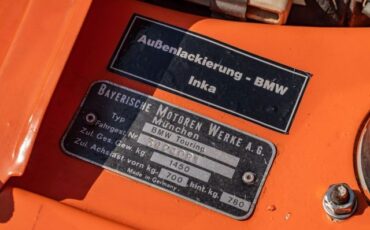 Außenlackierung - BMW
Inka
BAYERISCHE MOTOREN WERKE A.G.
München
Typ BMW Touring
Fahrgest. Nr.
Zul. Ges. Gew. kg. 1450
Zul. Achslast vorn kg. 700 hint. kg. 780
Made in Germany